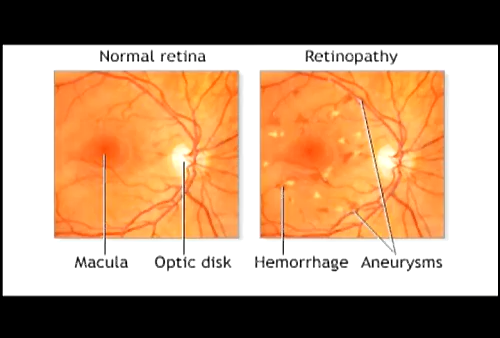 Normal retina
Retinopathy
Macula
Optic disk
Hemorrhage
Aneurysms